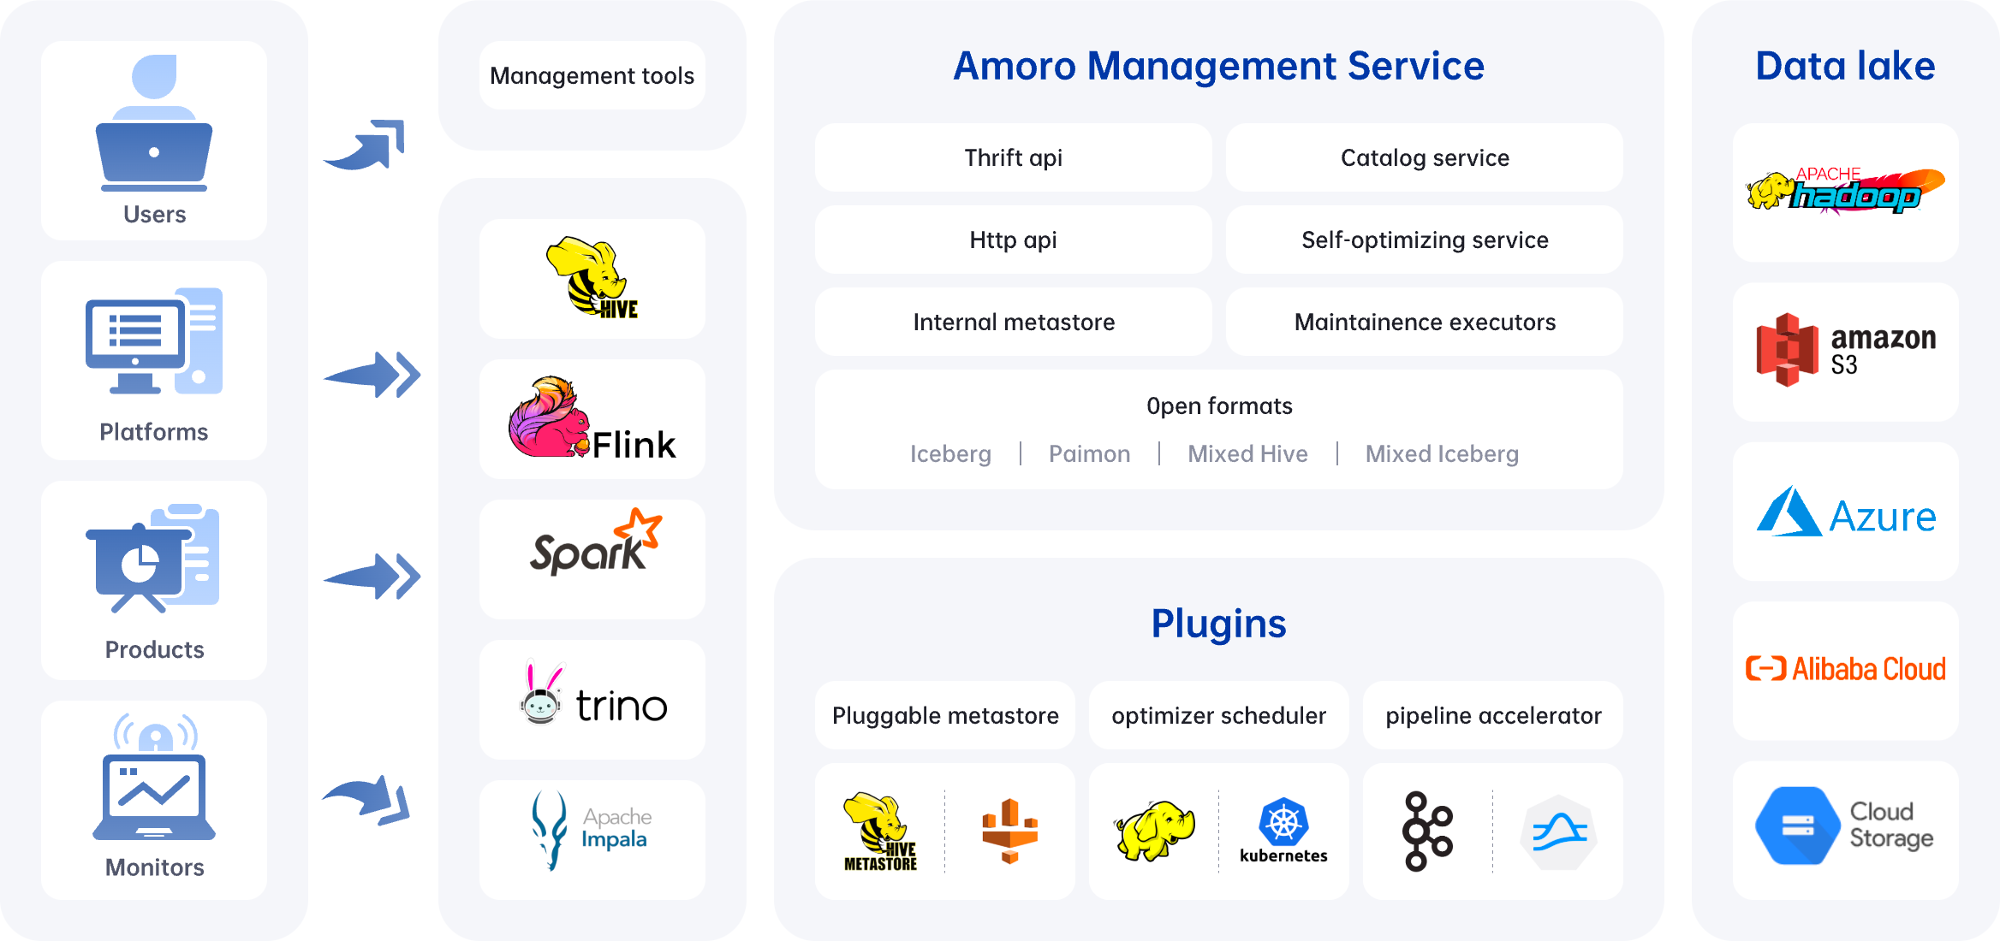 Users
Platforms
Products
Monitors
Management tools
HIVE
Flink
Spark
trino
Apache
Impala
Amoro Management Service
Thrift api
Catalog service
Http api
Self-optimizing service
Internal metastore
Maintainence executors
0pen formats
Iceberg | Paimon | Mixed Hive | Mixed Iceberg
Plugins
Pluggable metastore
optimizer scheduler
pipeline accelerator
HIVE
METASTORE
kubernetes
Data lake
APACHE
hadoop
amazon
S3
Azure
Alibaba Cloud
Cloud
Storage